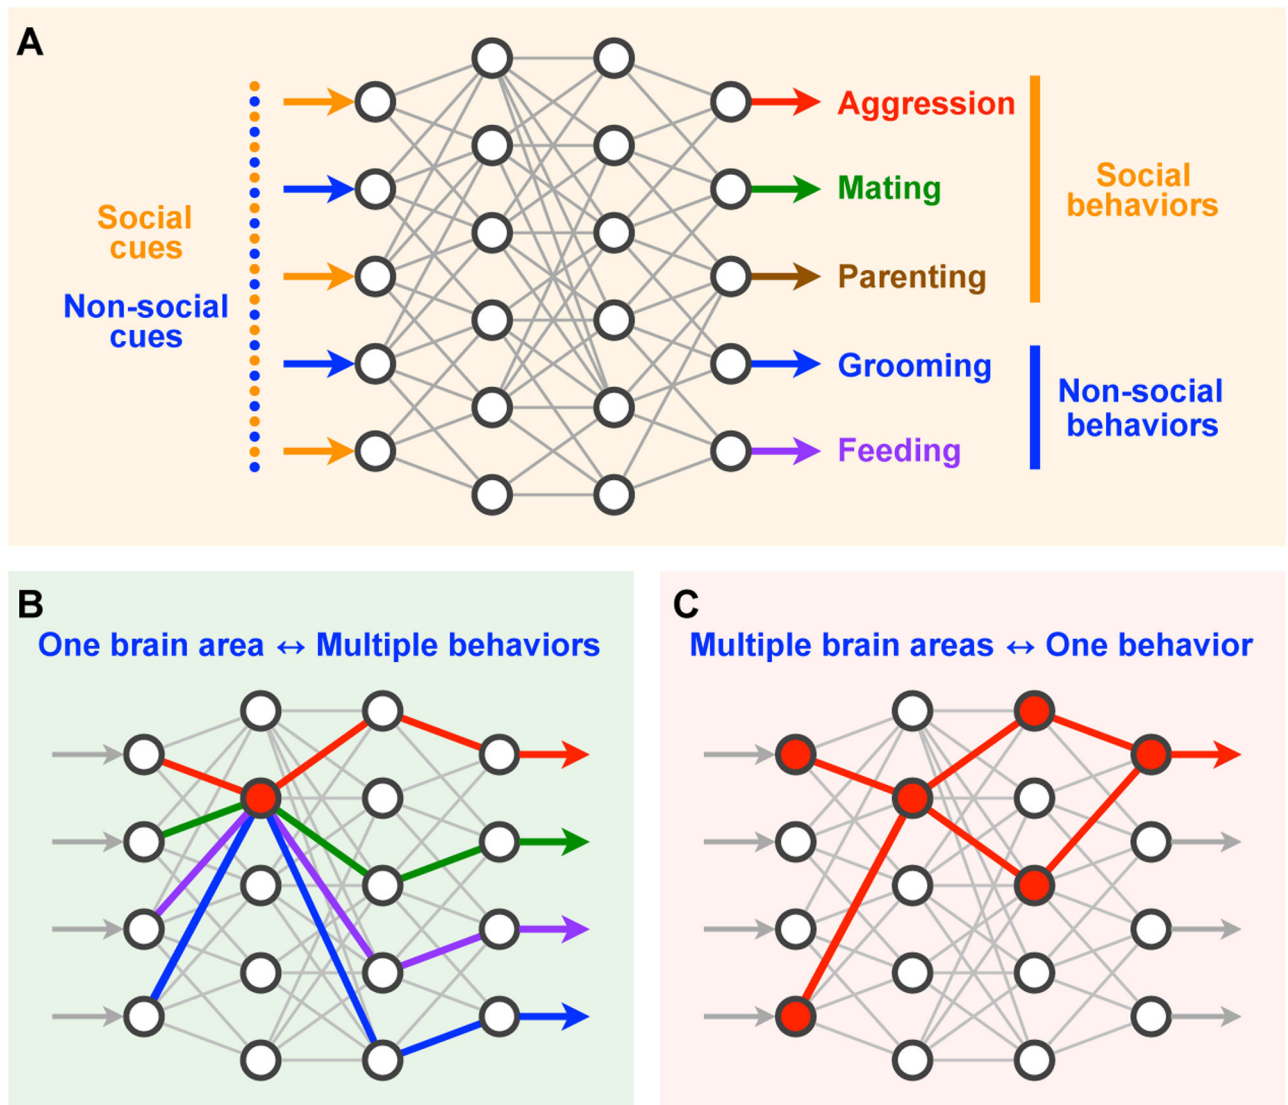 A
Social
cues
Non-social
cues
Aggression
Mating
Parenting
Grooming
Feeding
Social
behaviors
Non-social
behaviors
B
One brain area ↔ Multiple behaviors
C
Multiple brain areas ↔ One behavior